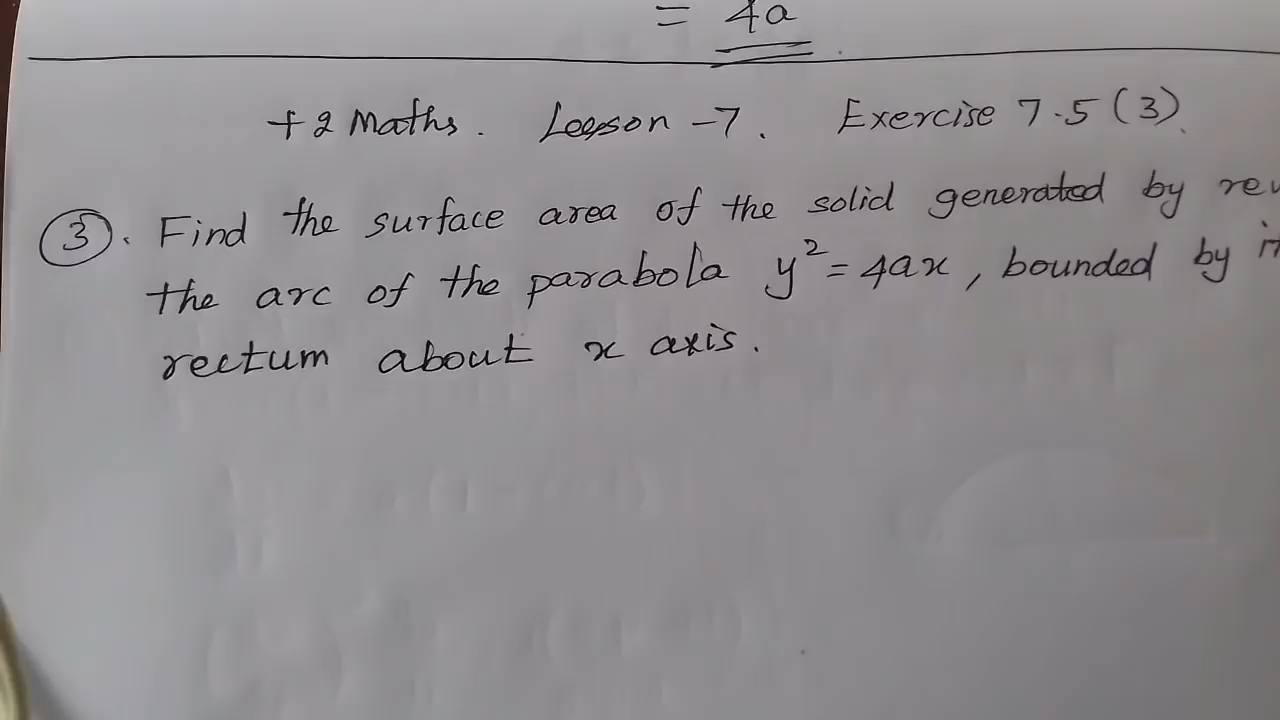 = 4a
+2 Maths. Lesson -7. Exercise 7.5 (3).
3. Find the surface area of the solid generated by
the arc of the parabola y²=4ax, bounded by
rectum about x axis.